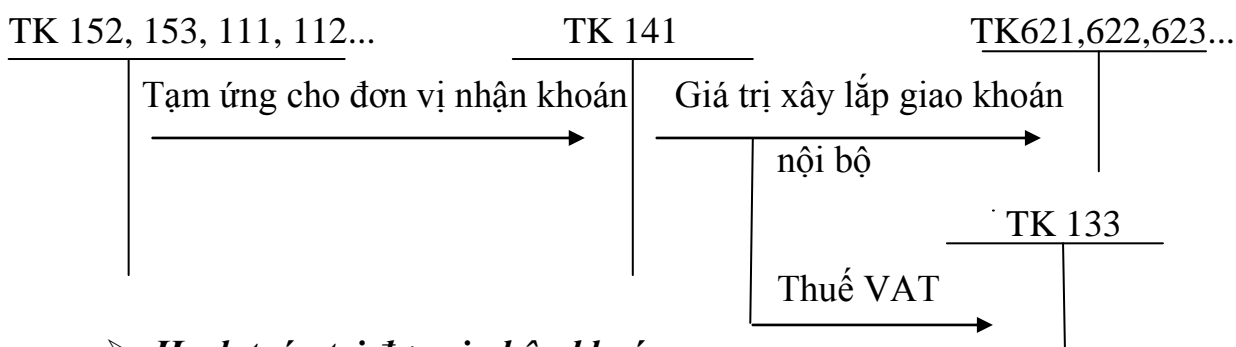 TK 152, 153, 111, 112... TK 141 TK621,622,623...
Tạm ứng cho đơn vị nhận khoán Giá trị xây lắp giao khoán
nội bộ
TK 133
Thuế VAT